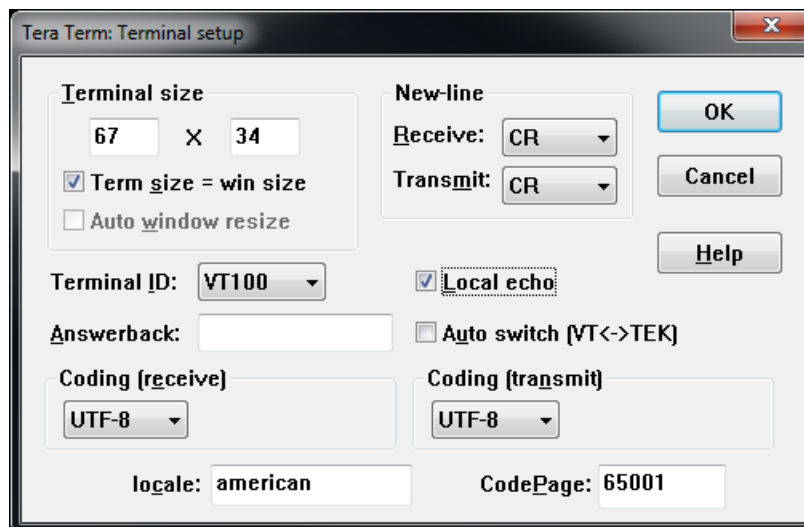 Tera Term: Terminal setup
Terminal size
67 X 34
Term size = win size
Auto window resize
New-line
Receive: CR
Transmit: CR
OK
Cancel
Help
Terminal ID: VT100
Local echo
Answerback:
Auto switch (VT<->TEK)
Coding (receive)
UTF-8
Coding (transmit)
UTF-8
locale: american
CodePage: 65001